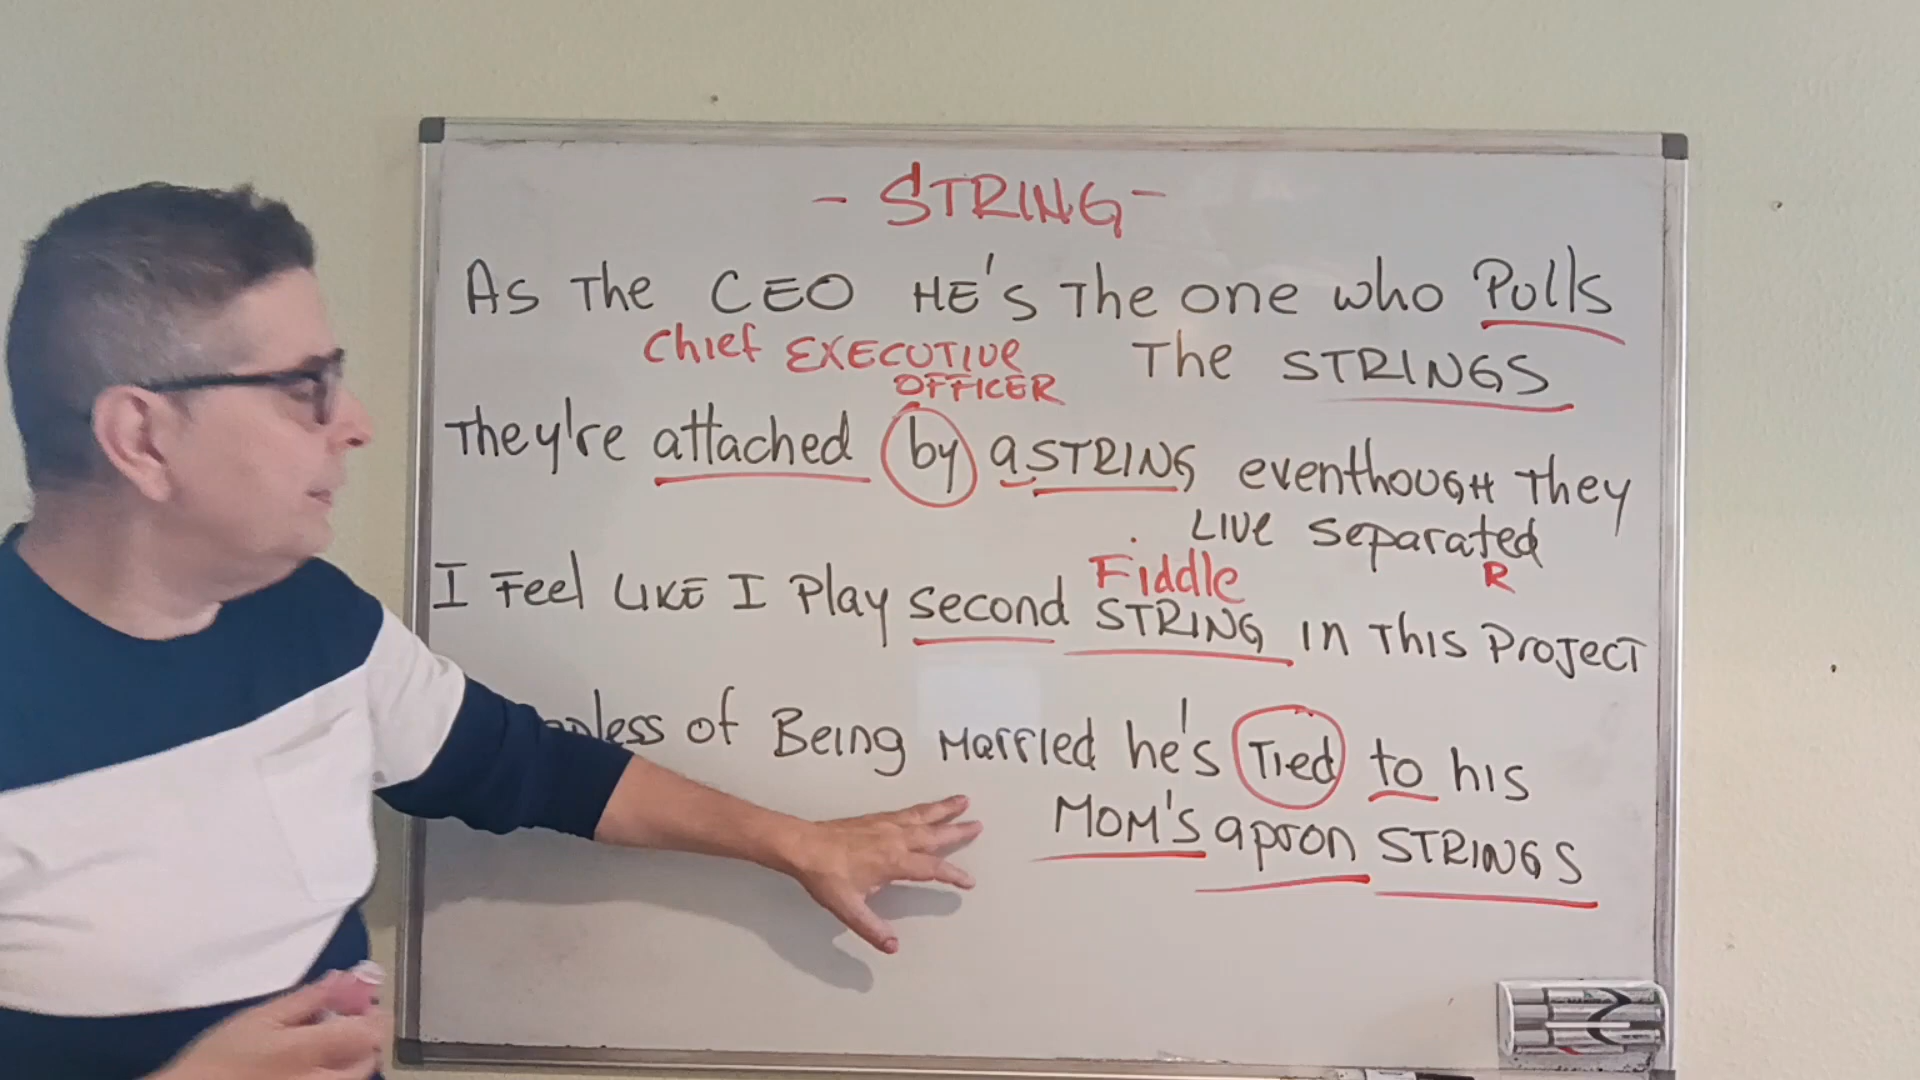 - STRING -
As The CEO HE's The one who Pulls
Chief EXECUTIVE
OFFICER
The STRINGS
They're attached by a STRING eventhough They
Live separated
R
I Feel Like I Play second STRING in This Project
Fiddle
of Being Married he's Tied to his
Mom's apron STRINGS